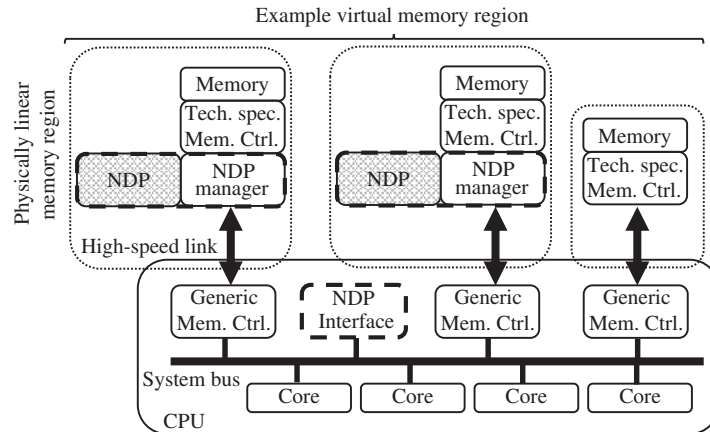 Example virtual memory region
Physically linear
memory region
Memory
Tech. spec.
Mem. Ctrl.
NDP
NDP
manager
Memory
Tech. spec.
Mem. Ctrl.
NDP
NDP
manager
Memory
Tech. spec.
Mem. Ctrl.
High-speed link
Generic
Mem. Ctrl.
NDP
Interface
Generic
Mem. Ctrl.
Generic
Mem. Ctrl.
System bus
Core
Core
Core
Core
CPU